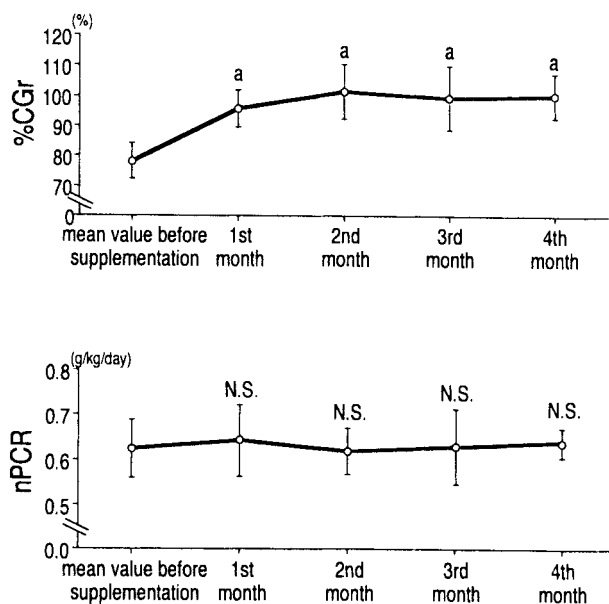 (%)
120
110
100
90
80
70
0
%CGr
a
a
a
a
mean value before
supplementation
1st
month
2nd
month
3rd
month
4th
month
(g/kg/day)
0.8
0.7
0.6
0.5
0.0
nPCR
N.S.
N.S.
N.S.
N.S.
mean value before
supplementation
1st
month
2nd
month
3rd
month
4th
month